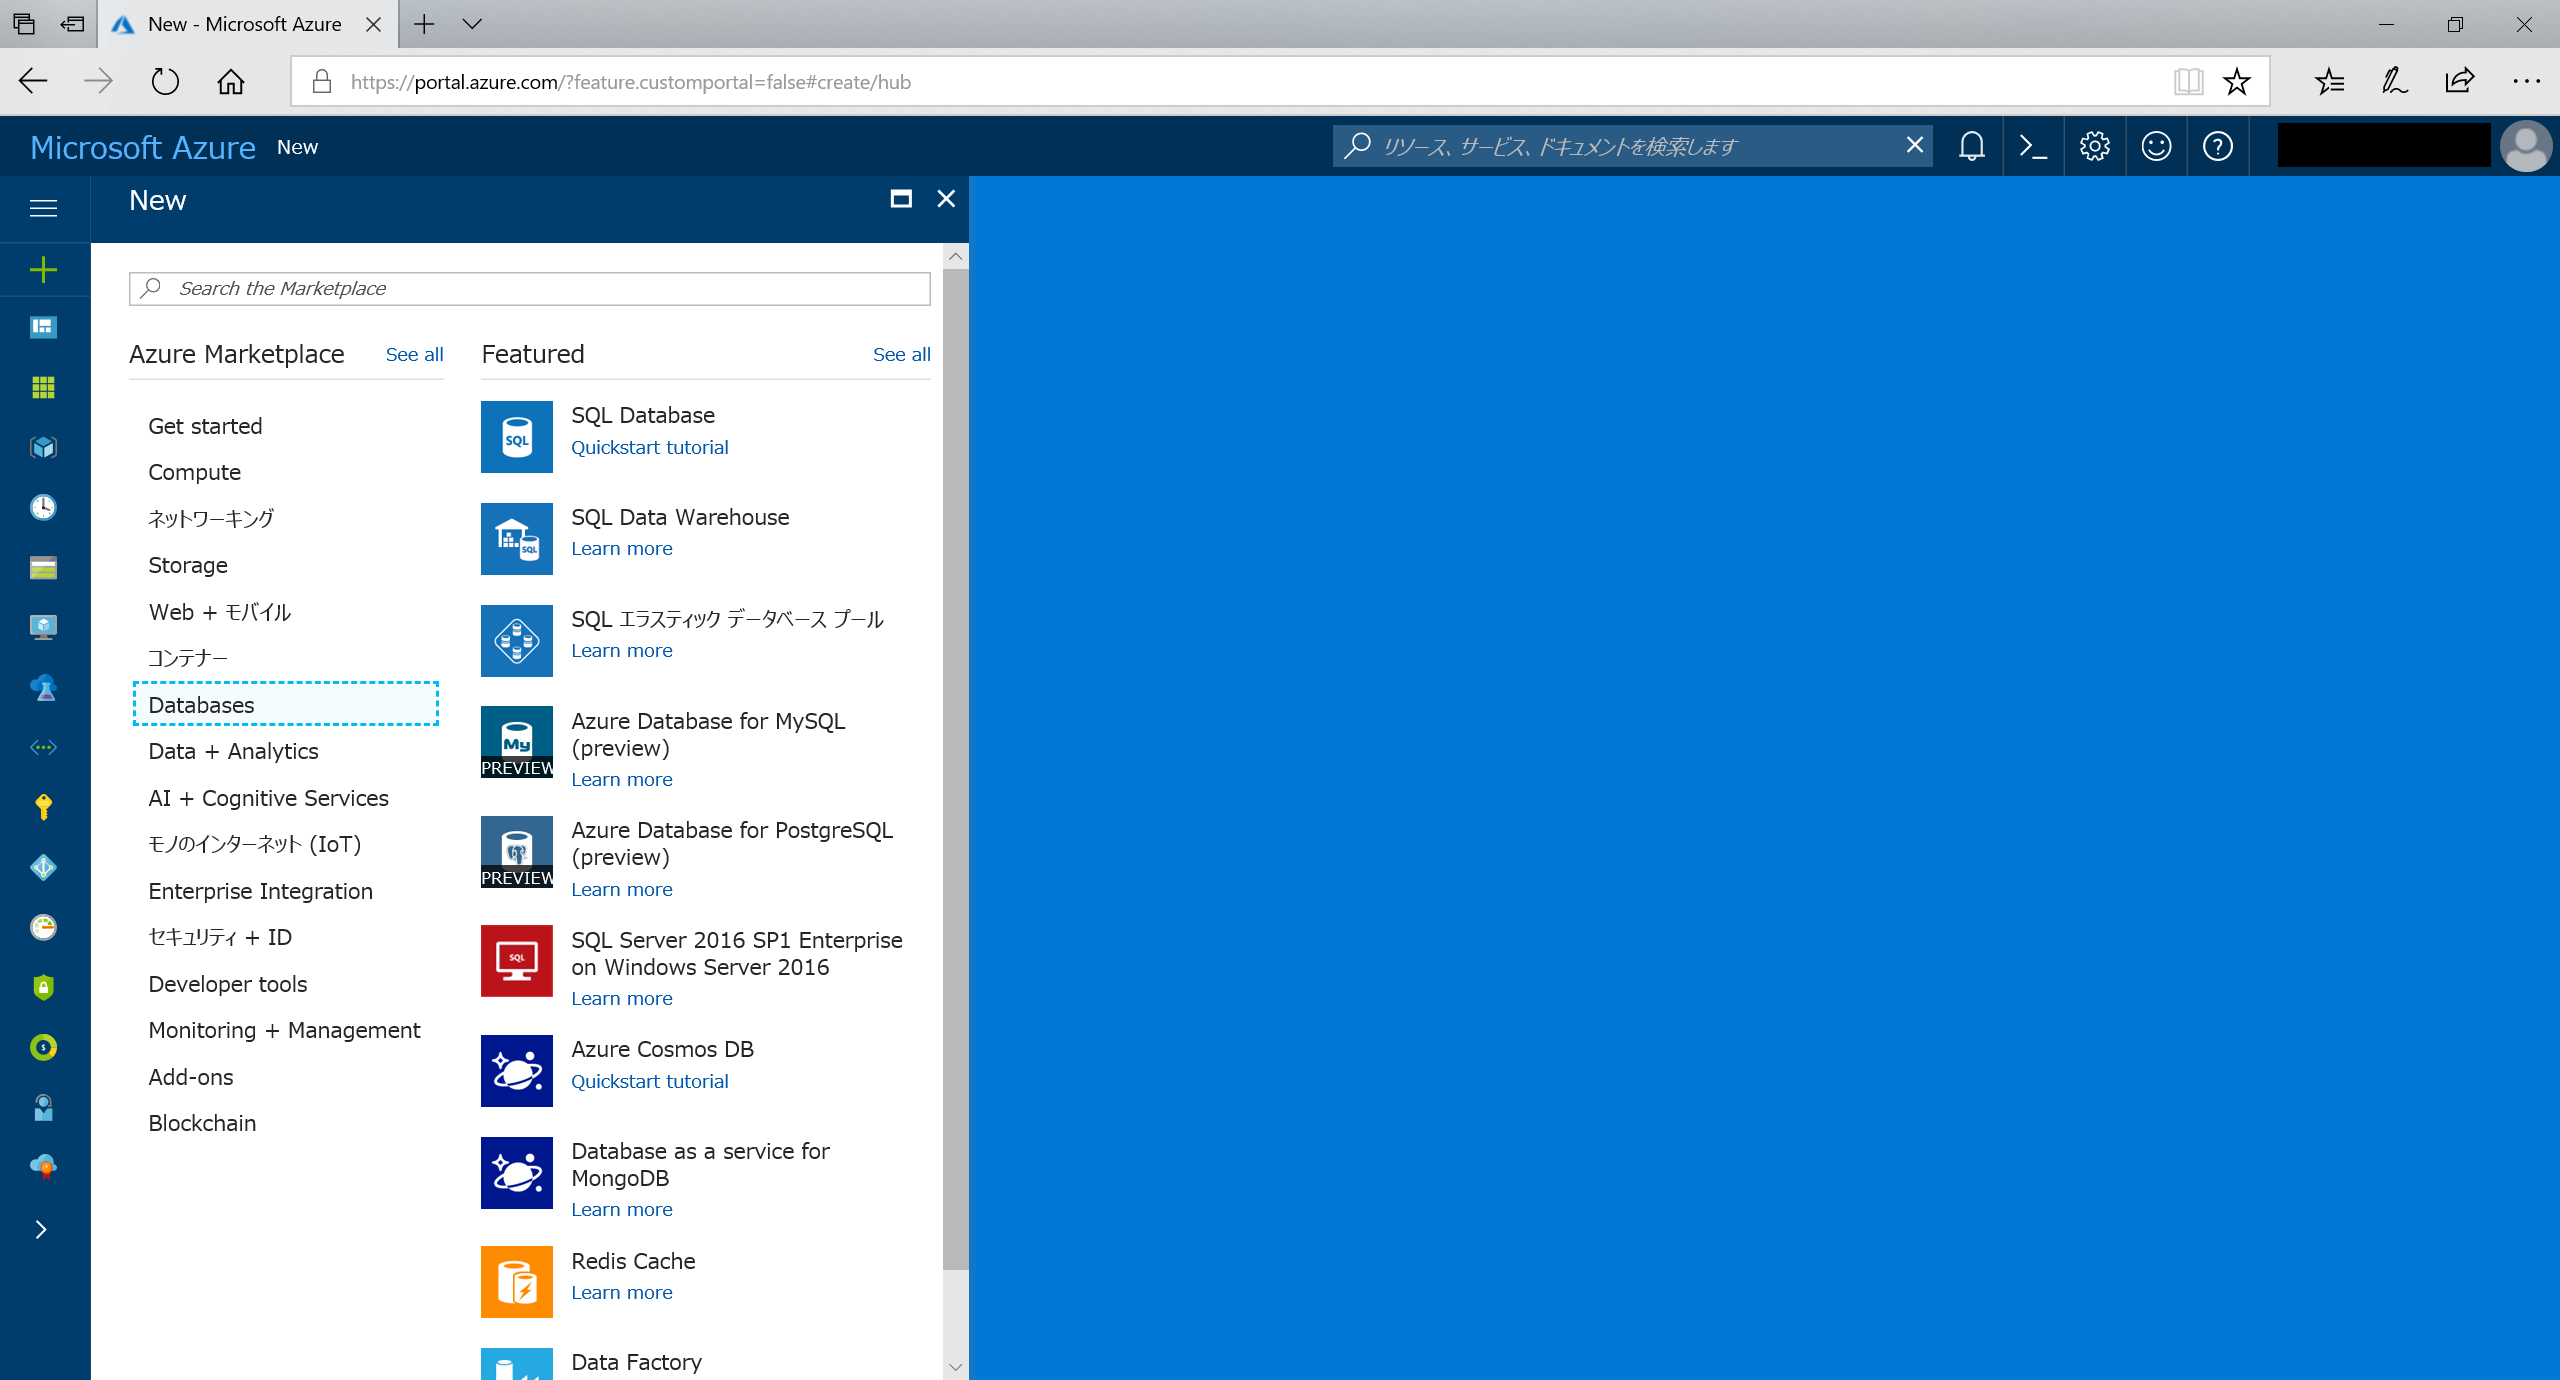 New - Microsoft Azure
https://portal.azure.com/?feature.customportal=false#create/hub
Microsoft Azure New
リソース、サービス、ドキュメントを検索します
New
Search the Marketplace
Azure Marketplace See all
Get started
Compute
ネットワーキング
Storage
Web + モバイル
コンテナー
Databases
Data + Analytics
AI + Cognitive Services
モノのインターネット (IoT)
Enterprise Integration
セキュリティ + ID
Developer tools
Monitoring + Management
Add-ons
Blockchain
Featured See all
SQL
SQL Database
Quickstart tutorial
SQL
SQL Data Warehouse
Learn more
SQL エラスティック データベース プール
Learn more
My
PREVIEW
Azure Database for MySQL
(preview)
Learn more
PREVIEW
Azure Database for PostgreSQL
(preview)
Learn more
SQL
SQL Server 2016 SP1 Enterprise
on Windows Server 2016
Learn more
Azure Cosmos DB
Quickstart tutorial
Database as a service for
MongoDB
Learn more
Redis Cache
Learn more
Data Factory